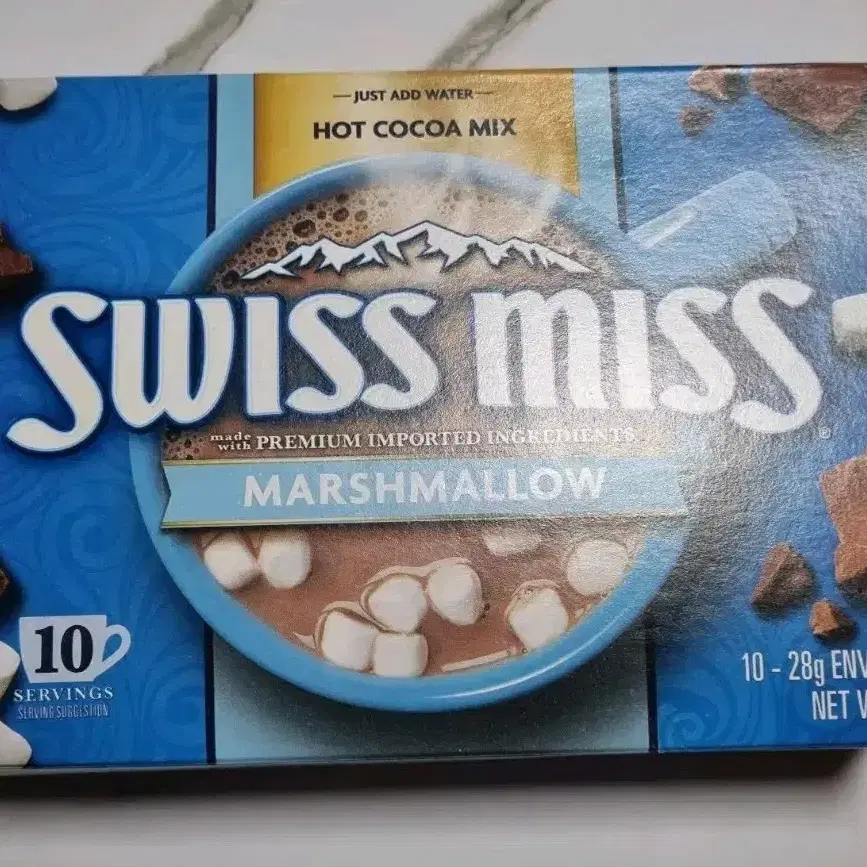 JUST ADD WATER
HOT COCOA MIX
SWISS MISS
®
made with PREMIUM IMPORTED INGREDIENTS
MARSHMALLOW
10
SERVINGS
SERVING SUGGESTION
10 - 28g ENV
NET